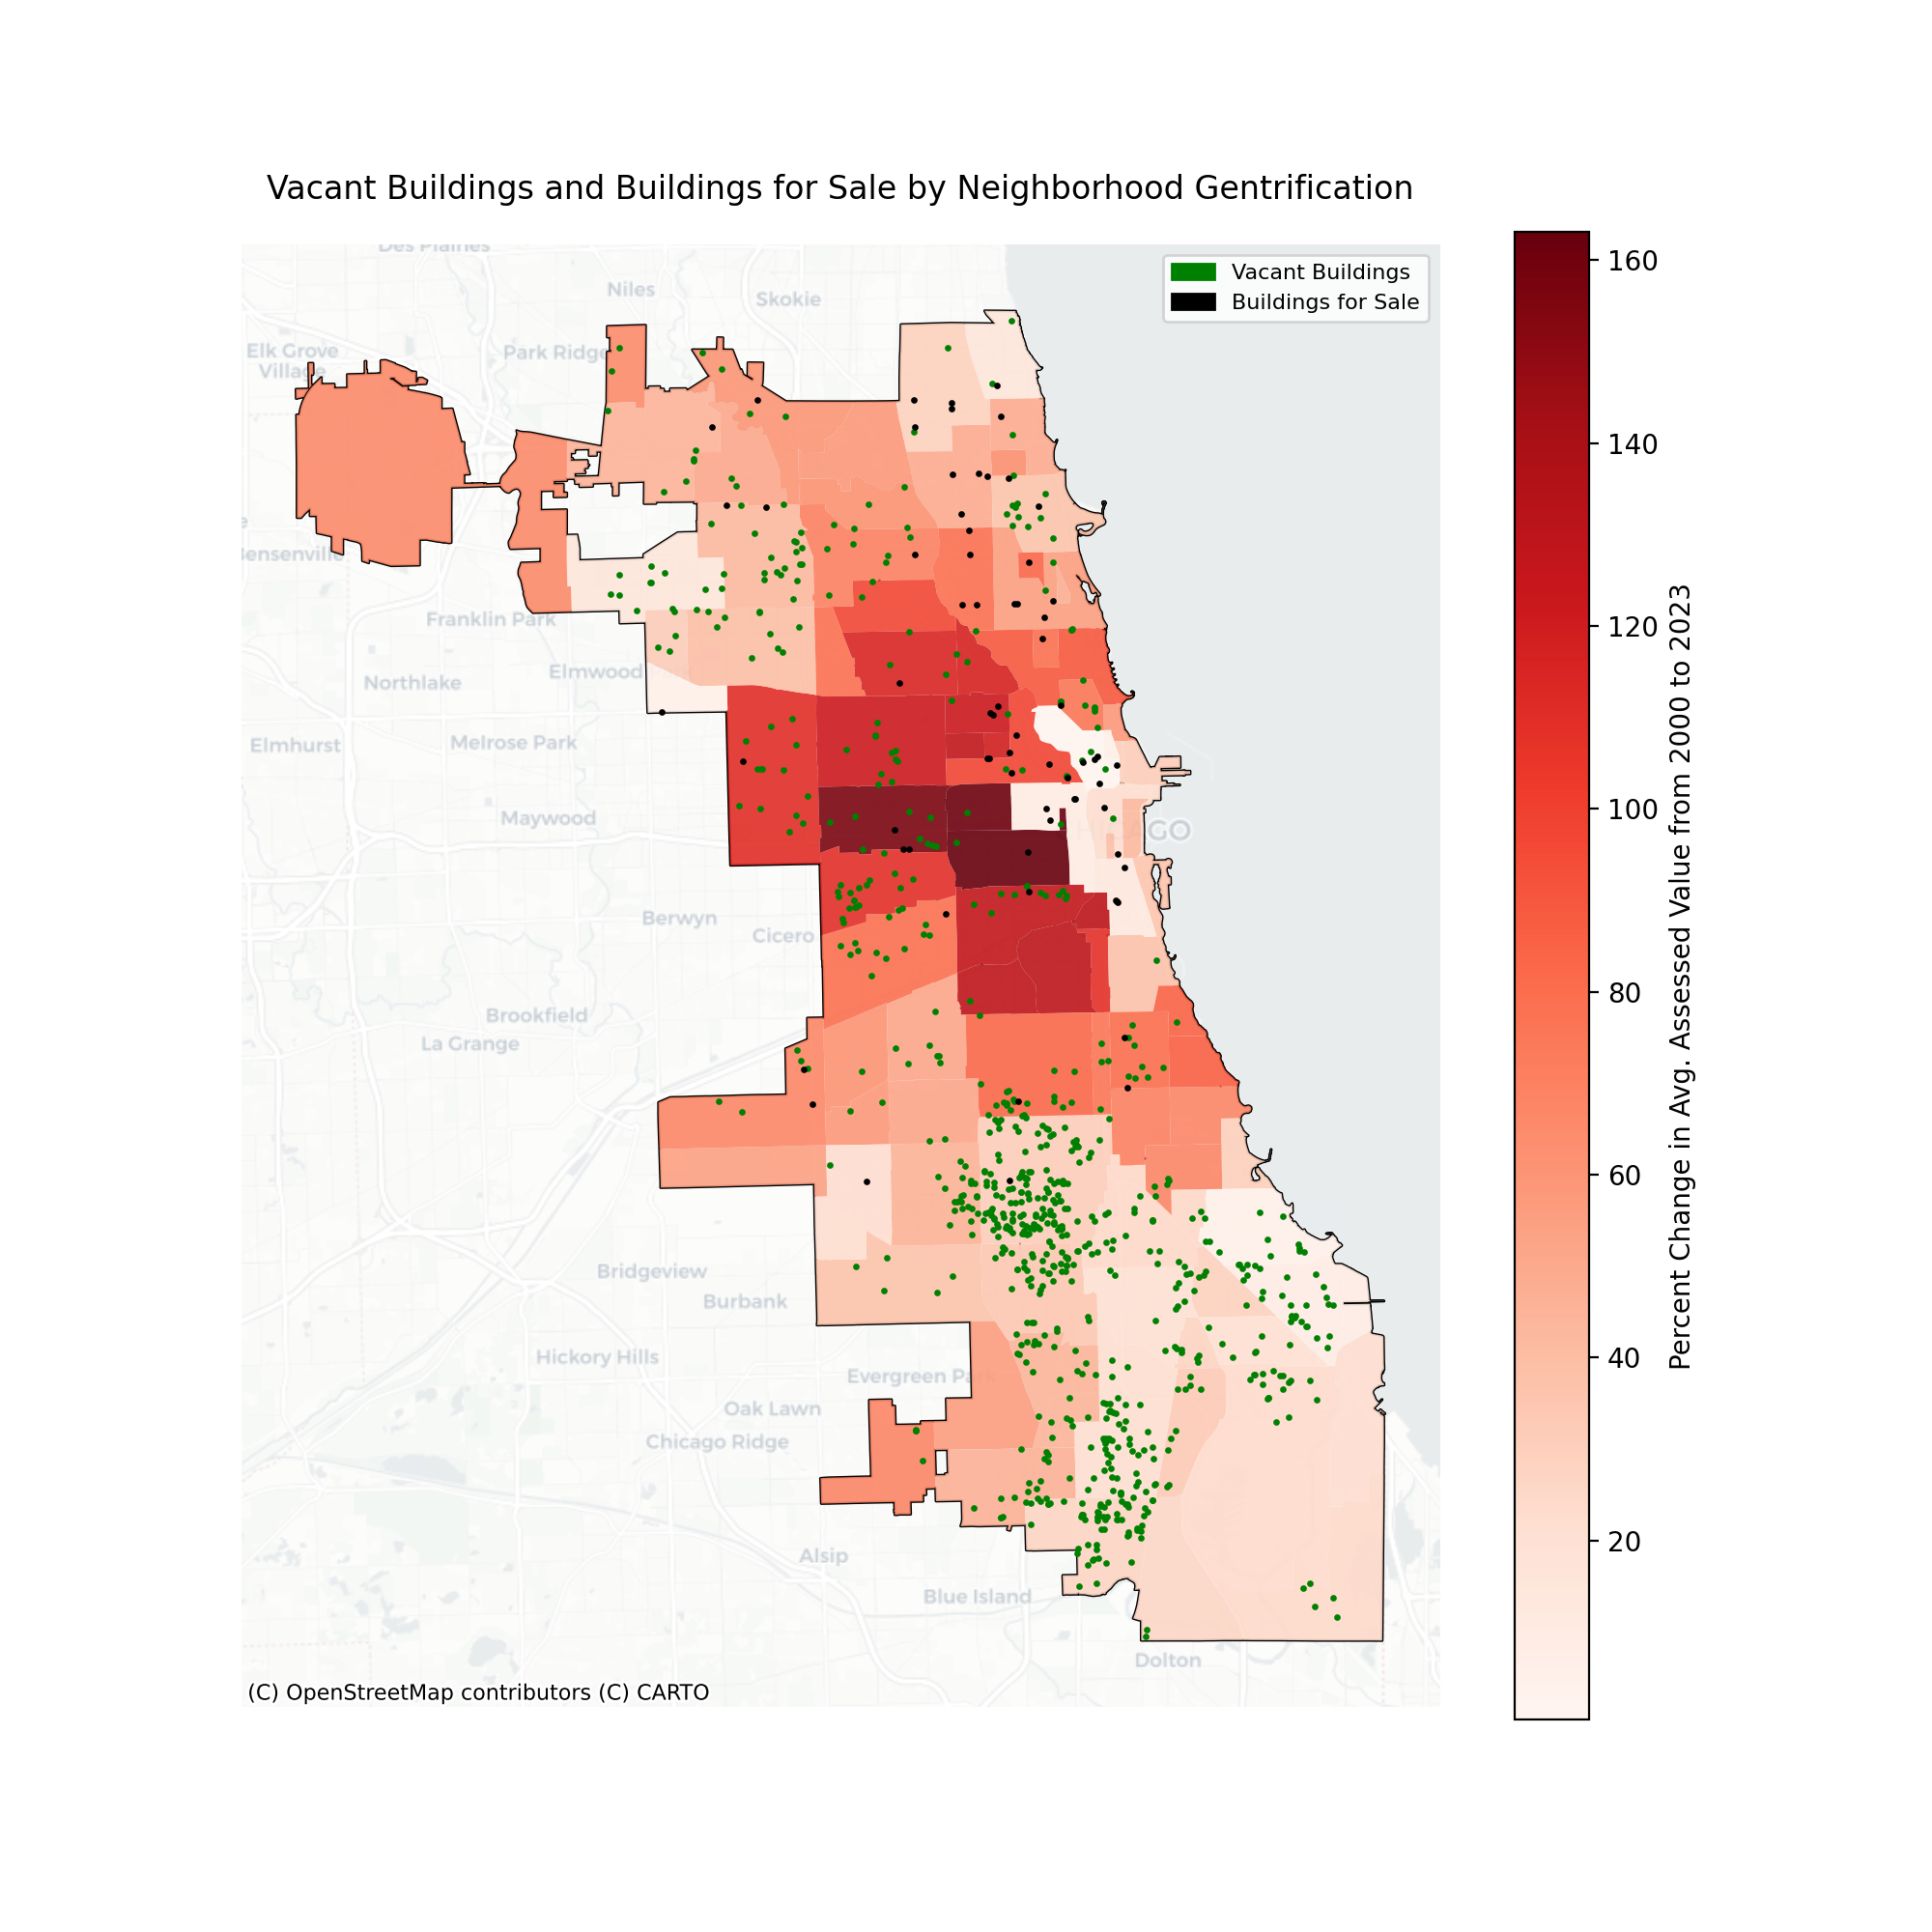 Vacant Buildings and Buildings for Sale by Neighborhood Gentrification
Des Plaines
Niles
Skokie
Vacant Buildings
Buildings for Sale
Elk Grove
Village
Park Ridge
Bensenville
Franklin Park
Elmwood
Northlake
Elmhurst
Melrose Park
Maywood
Berwyn
Cicero
Brookfield
La Grange
Bridgeview
Burbank
Hickory Hills
Evergreen Park
Oak Lawn
Chicago Ridge
Alsip
Blue Island
Dolton
(C) OpenStreetMap contributors (C) CARTO
160
140
120
100
80
60
40
20
Percent Change in Avg. Assessed Value from 2000 to 2023